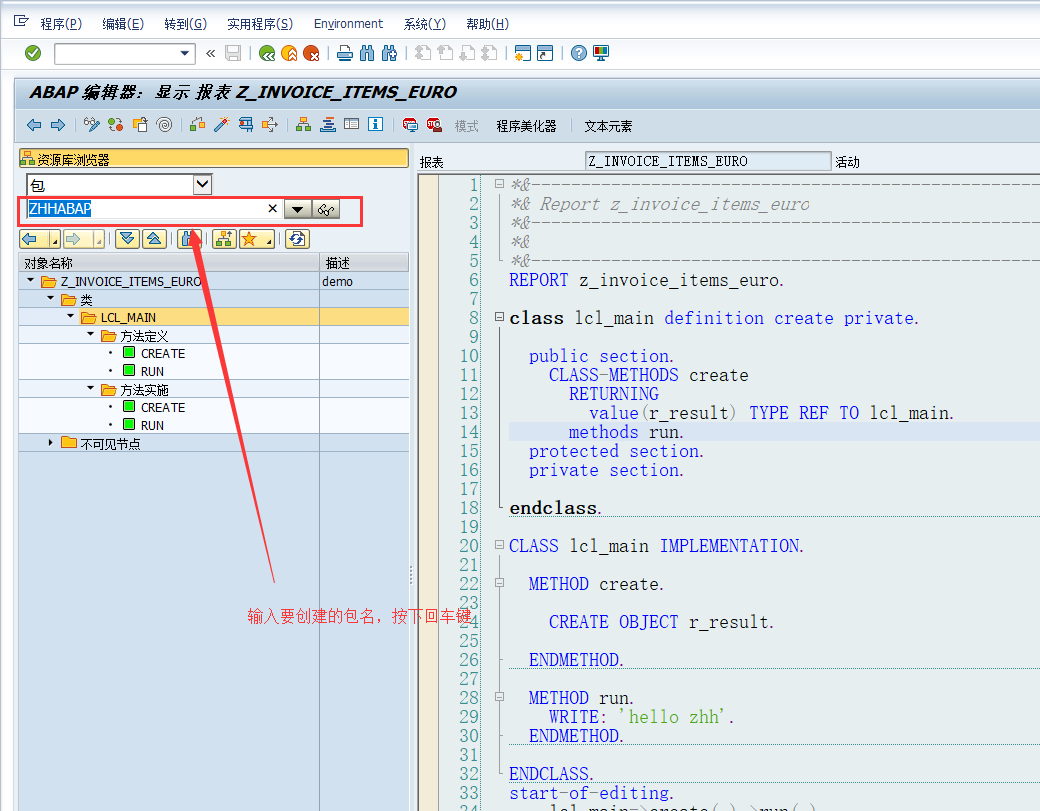 程序(P) 编辑(E) 转到(G) 实用程序(S) Environment 系统(Y) 帮助(H)
ABAP 编辑器: 显示 报表 Z_INVOICE_ITEMS_EURO
模式 程序美化器 文本元素
资源库浏览器
包
ZHHABAP
对象名称 描述
Z_INVOICE_ITEMS_EURO demo
类
LCL_MAIN
方法定义
CREATE
RUN
方法实施
CREATE
RUN
不可见节点
输入要创建的包名，按下回车键
报表 Z_INVOICE_ITEMS_EURO 活动
1 *&---------------------------------------------------------------------
2 *& Report z_invoice_items_euro
3 *&---------------------------------------------------------------------
4 *&
5 *&---------------------------------------------------------------------
6 REPORT z_invoice_items_euro.
7
8 class lcl_main definition create private.
9
10 public section.
11 CLASS-METHODS create
12 RETURNING
13 value(r_result) TYPE REF TO lcl_main.
14 methods run.
15 protected section.
16 private section.
17
18 endclass.
19
20 CLASS lcl_main IMPLEMENTATION.
21
22 METHOD create.
23
24 CREATE OBJECT r_result.
25
26 ENDMETHOD.
27
28 METHOD run.
29 WRITE: 'hello zhh'.
30 ENDMETHOD.
31
32 ENDCLASS.
33 start-of-editing.
34 lcl_main=>create( )->run( ).